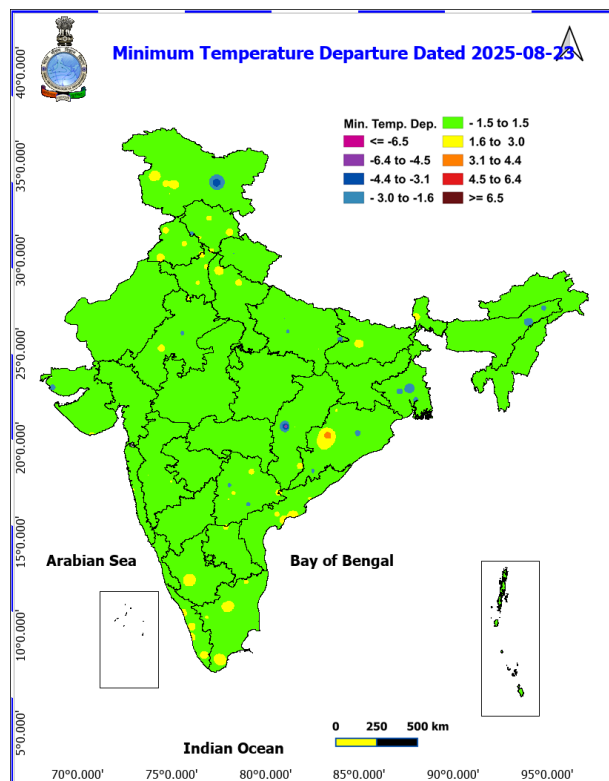 Minimum Temperature Departure Dated 2025-08-23
Min. Temp. Dep.
<= -6.5
-6.4 to -4.5
-4.4 to -3.1
- 3.0 to -1.6
- 1.5 to 1.5
1.6 to 3.0
3.1 to 4.4
4.5 to 6.4
>= 6.5
40°0.000'
35°0.000'
30°0.000'
25°0.000'
20°0.000'
15°0.000'
10°0.000'
5°0.000'
Arabian Sea
Bay of Bengal
Indian Ocean
0 250 500 km
70°0.000' 75°0.000' 80°0.000' 85°0.000' 90°0.000' 95°0.000'